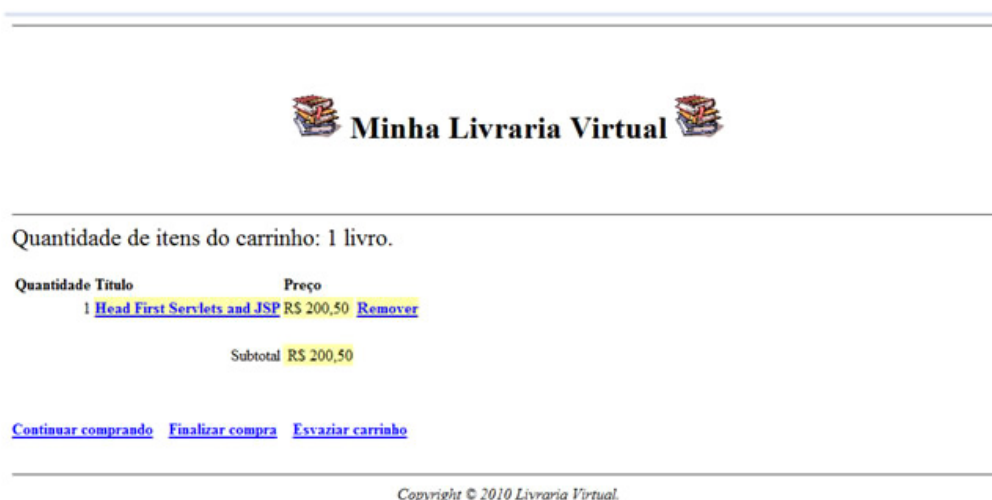 Minha Livraria Virtual
Quantidade de itens do carrinho: 1 livro.
Quantidade Título Preço
1 Head First Servlets and JSP R$ 200,50 Remover
Subtotal R$ 200,50
Continuar comprando Finalizar compra Esvaziar carrinho
Copyright © 2010 Livraria Virtual.